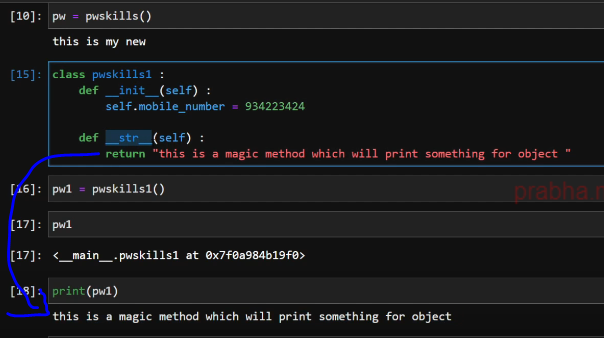 [10]: pw = pwskills()
this is my new
[15]: class pwskills1 :
def __init__(self) :
self.mobile_number = 934223424
def __str__(self) :
return "this is a magic method which will print something for object "
[16]: pw1 = pwskills1()
prabha
[17]: pw1
[17]: <__main__.pwskills1 at 0x7f0a984b19f0>
[18]: print(pw1)
this is a magic method which will print something for object